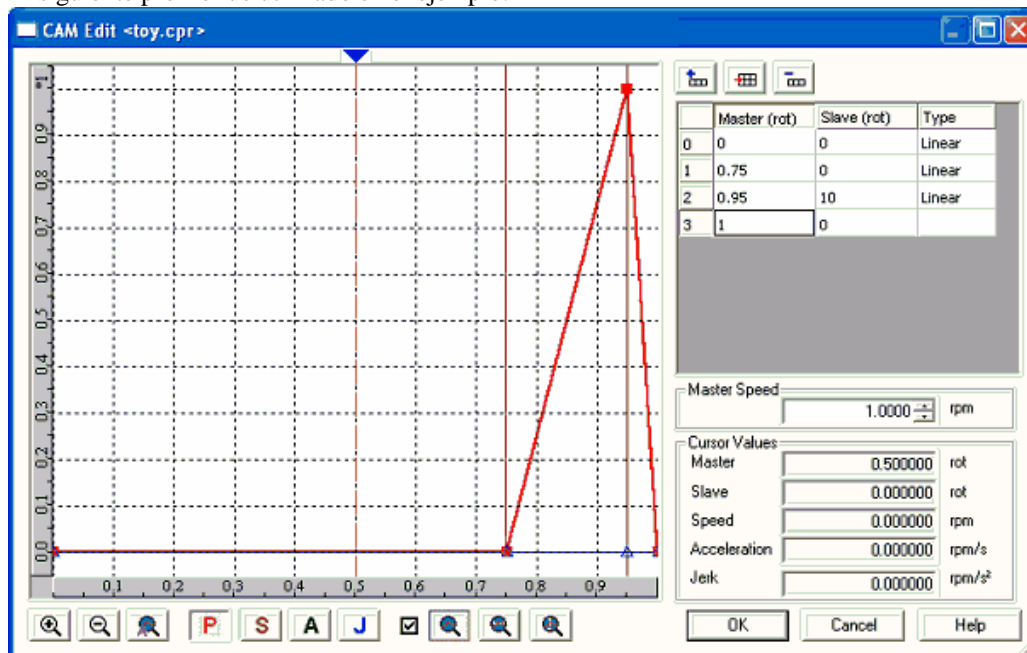 CAM Edit <toy.cpr>
*1
0,9
0,8
0,7
0,6
0,5
0,4
0,3
0,2
0,1
0,0
0,1 0,2 0,3 0,4 0,5 0,6 0,7 0,8 0,9
P S A J
Master (rot) Slave (rot) Type
0 0 0 Linear
1 0.75 0 Linear
2 0.95 10 Linear
3 1 0
Master Speed
1.0000 rpm
Cursor Values
Master 0.500000 rot
Slave 0.000000 rot
Speed 0.000000 rpm
Acceleration 0.000000 rpm/s
Jerk 0.000000 rpm/s²
OK Cancel Help